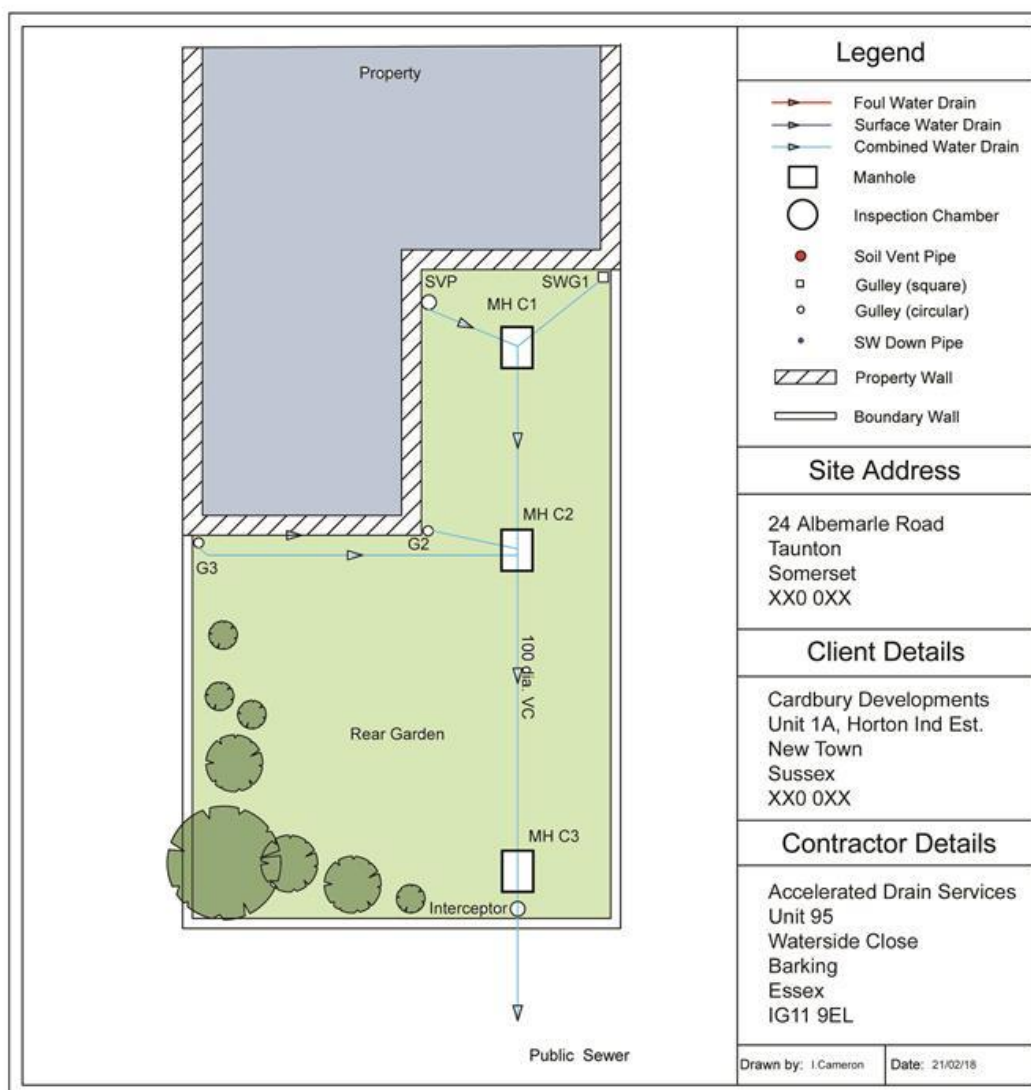 Property
SVP
SWG1
MH C1
MH C2
G2
G3
100 dia. VC
Rear Garden
MH C3
Interceptor
Public Sewer
Legend
Foul Water Drain
Surface Water Drain
Combined Water Drain
Manhole
Inspection Chamber
Soil Vent Pipe
Gulley (square)
Gulley (circular)
SW Down Pipe
Property Wall
Boundary Wall
Site Address
24 Albemarle Road
Taunton
Somerset
XX0 0XX
Client Details
Cardbury Developments
Unit 1A, Horton Ind Est.
New Town
Sussex
XX0 0XX
Contractor Details
Accelerated Drain Services
Unit 95
Waterside Close
Barking
Essex
IG11 9EL
Drawn by: I.Cameron
Date: 21/02/18